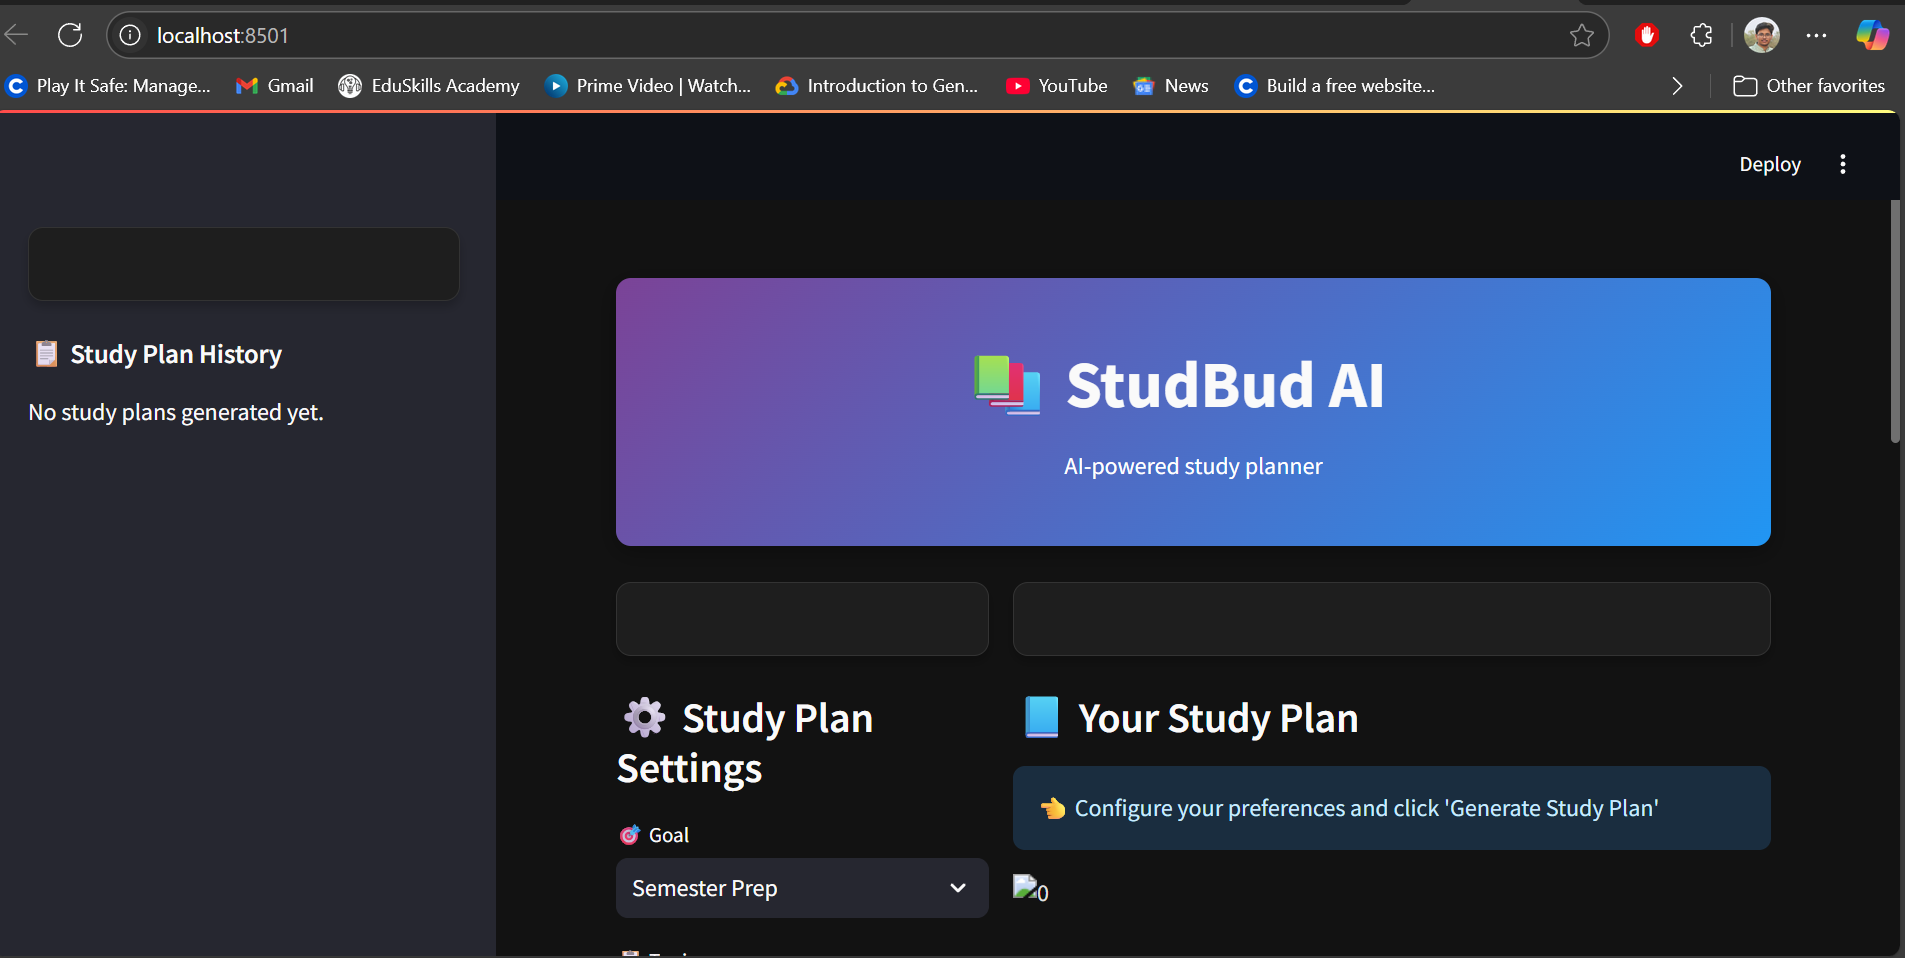 localhost:8501
Play It Safe: Manage...
Gmail
EduSkills Academy
Prime Video | Watch...
Introduction to Gen...
YouTube
News
Build a free website...
Other favorites
Deploy
Study Plan History
No study plans generated yet.
StudBud AI
AI-powered study planner
Study Plan
Settings
Goal
Semester Prep
Your Study Plan
Configure your preferences and click 'Generate Study Plan'
0